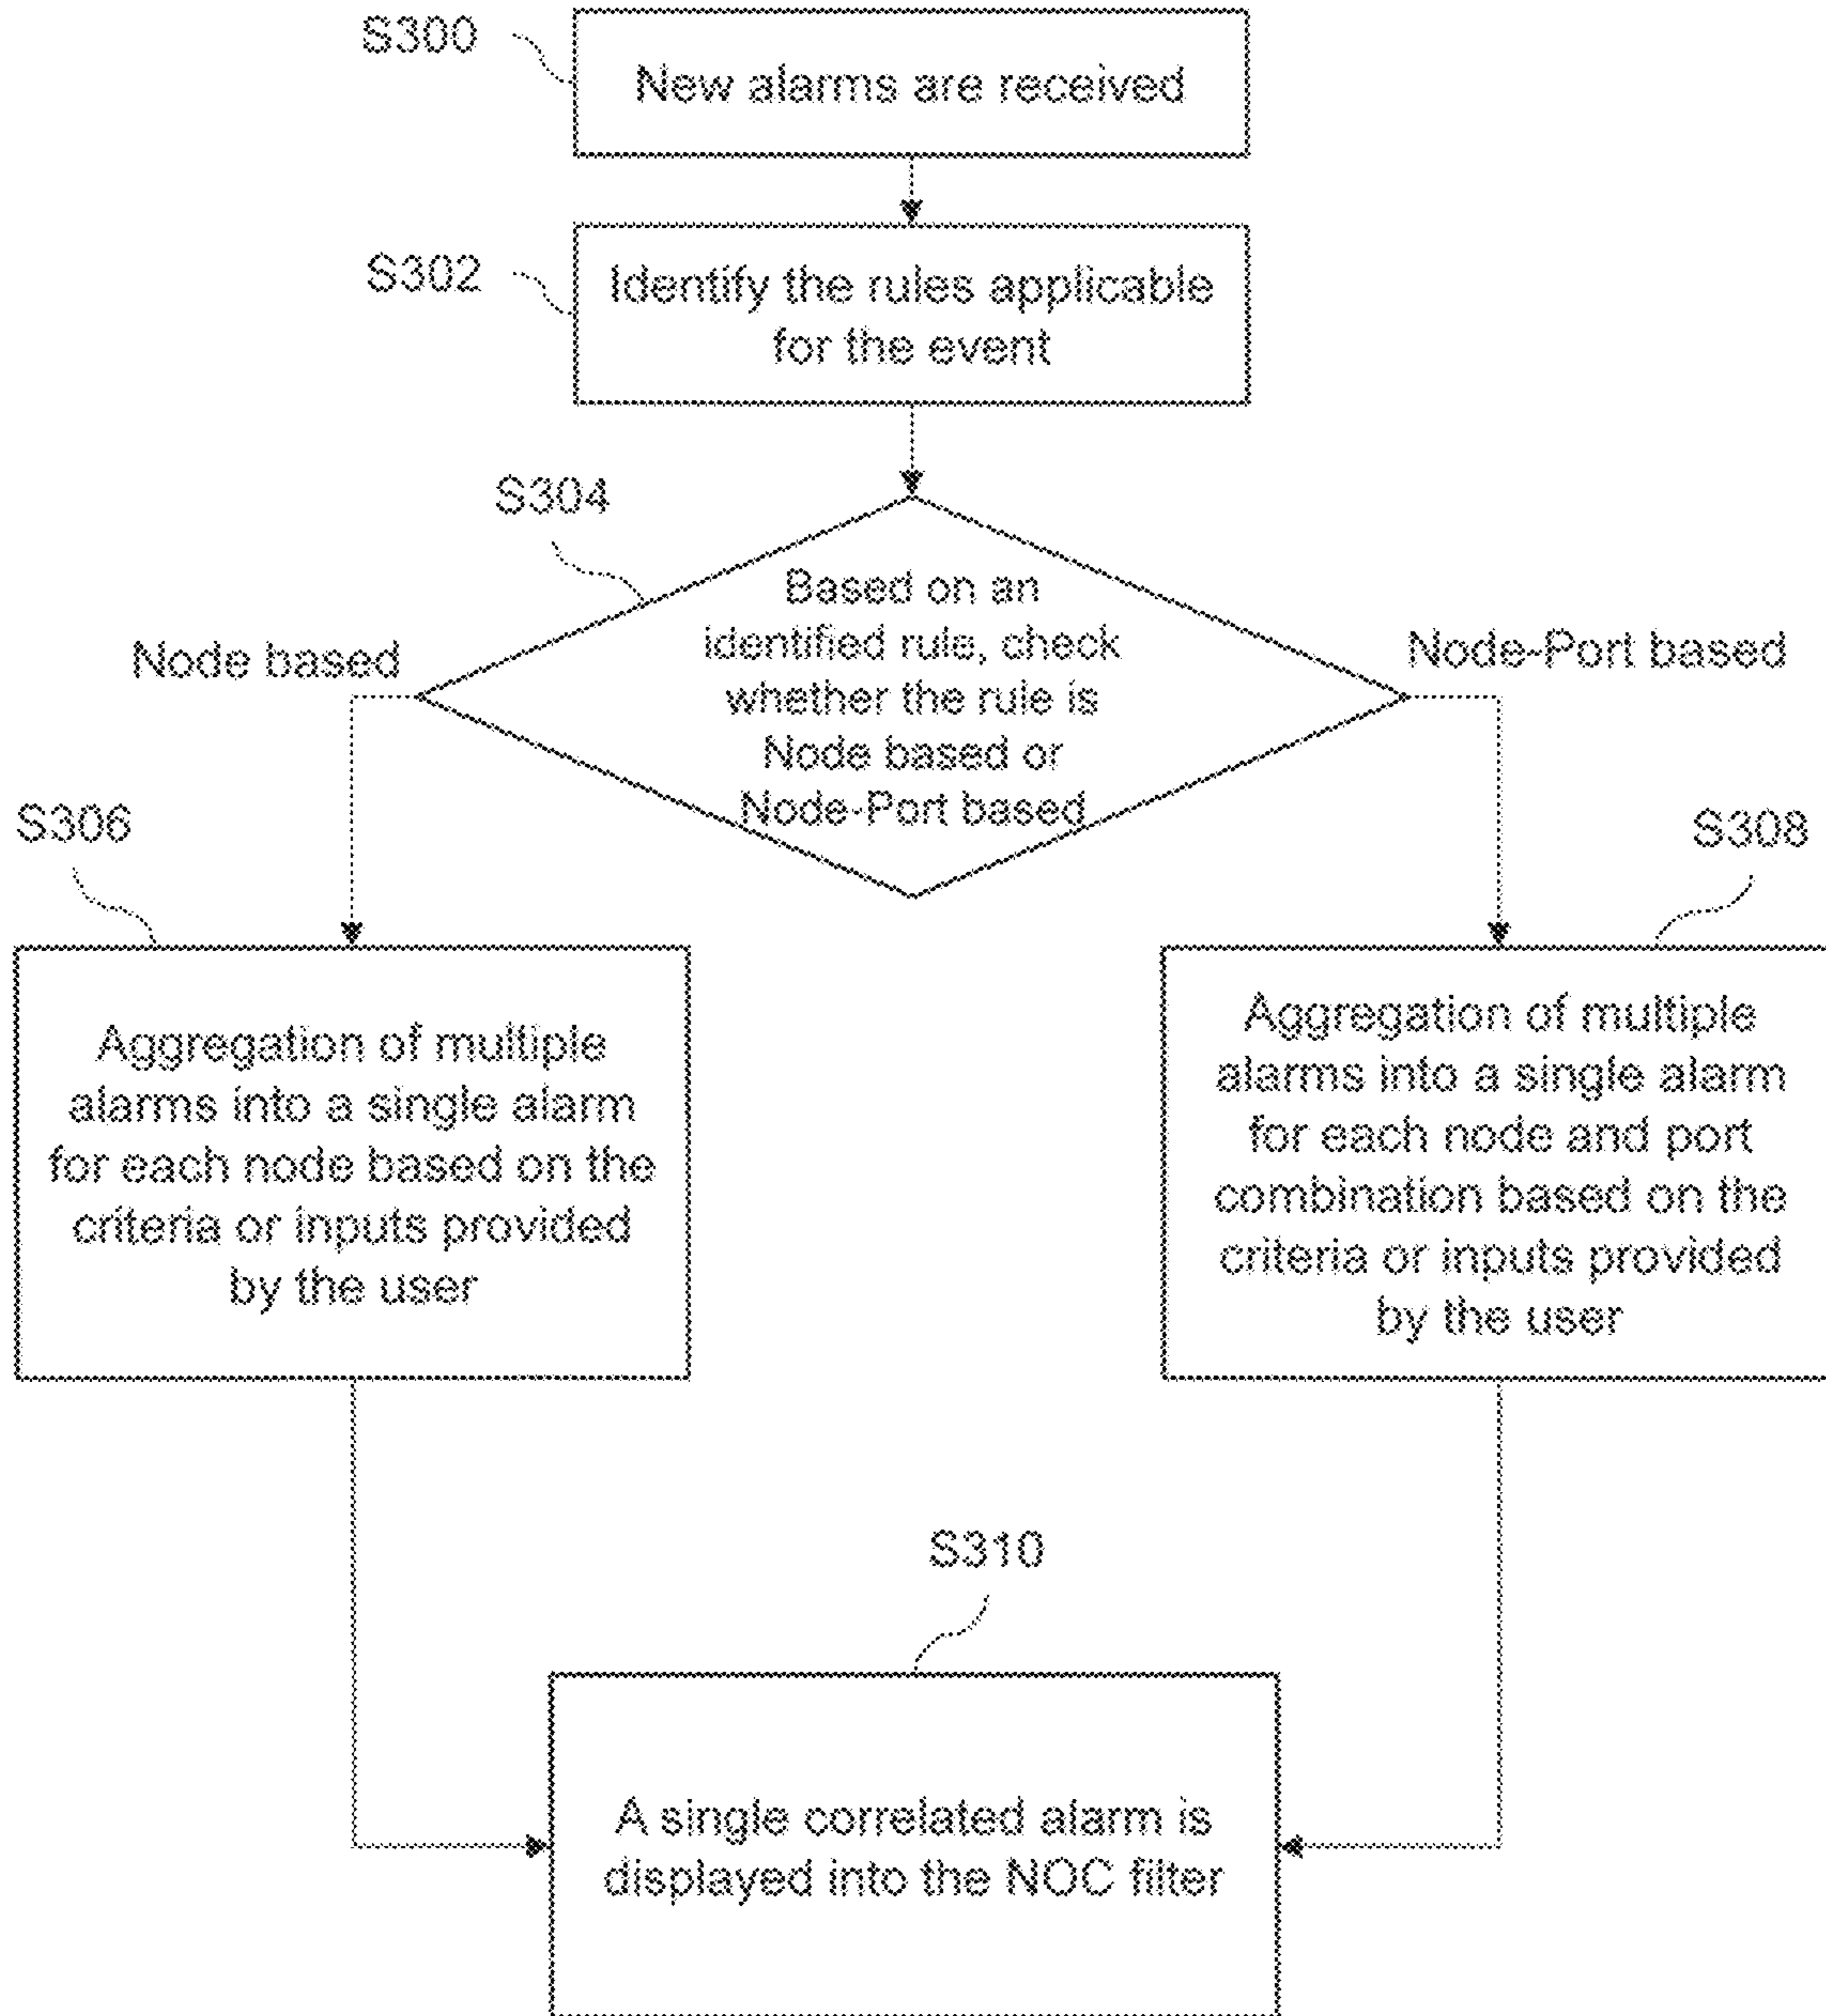 S300
New alarms are received
S302
Identify the rules applicable
for the event
S304
Based on an
identified rule, check
whether the rule is
Node based or
Node-Port based
Node based
Node-Port based
S306
Aggregation of multiple
alarms into a single alarm
for each node based on the
criteria or inputs provided
by the user
S308
Aggregation of multiple
alarms into a single alarm
for each node and port
combination based on the
criteria or inputs provided
by the user
S310
A single correlated alarm is
displayed into the NOC filter